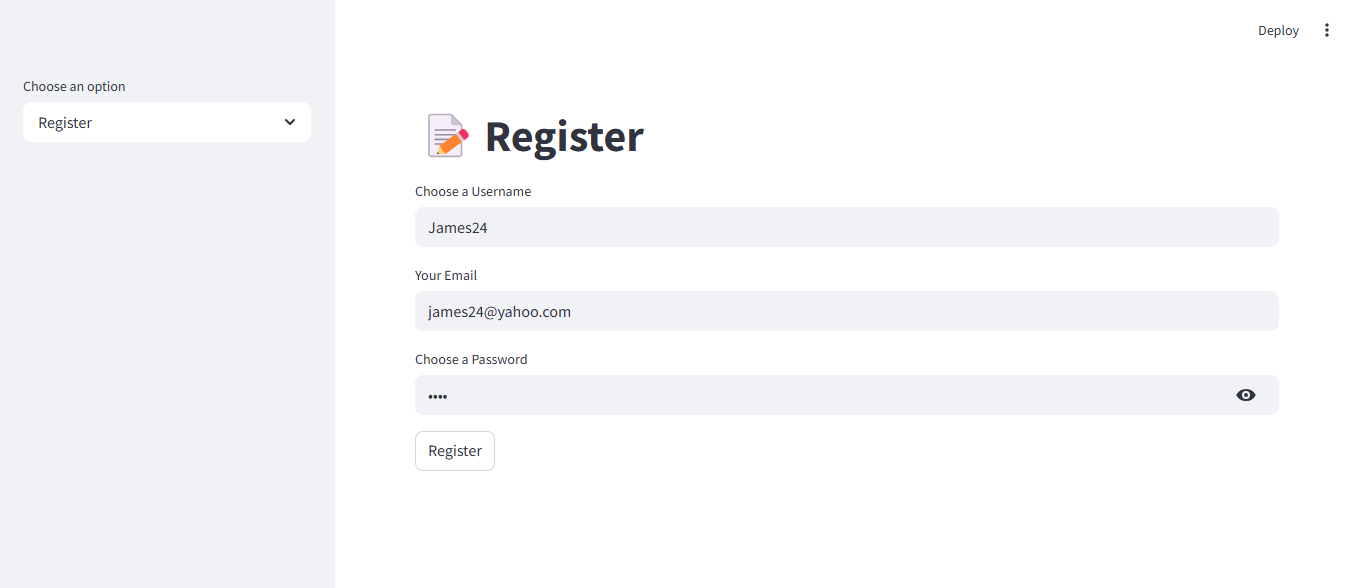 Deploy
Choose an option
Register
Register
Choose a Username
James24
Your Email
james24@yahoo.com
Choose a Password
••••
Register